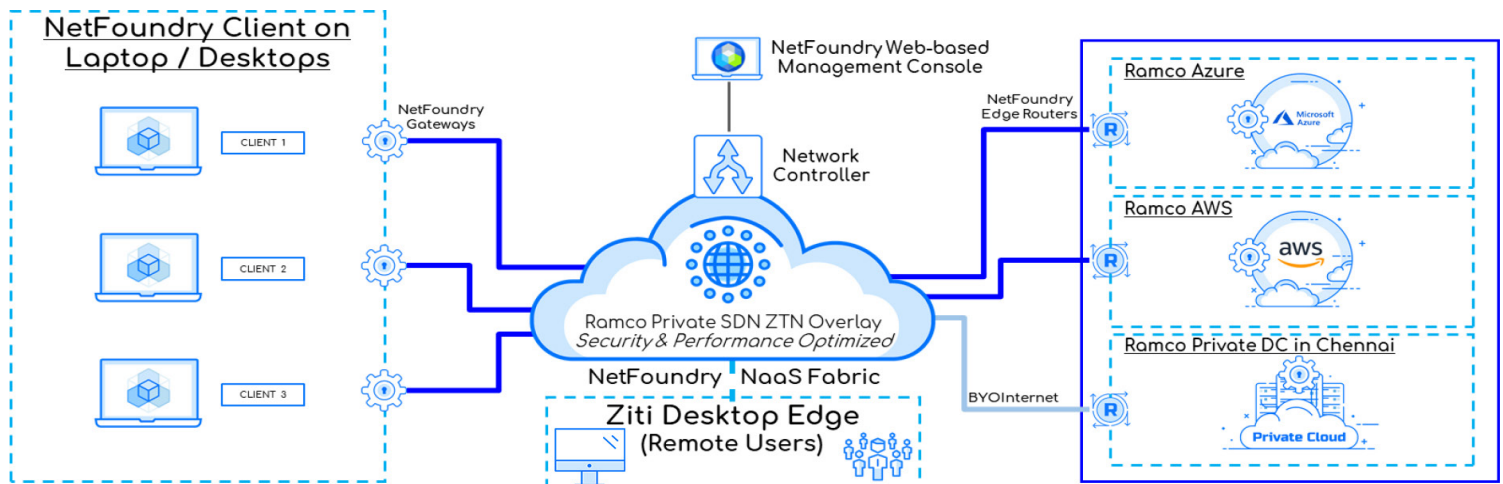 NetFoundry Client on
Laptop / Desktops
CLIENT 1
CLIENT 2
CLIENT 3
NetFoundry
Gateways
NetFoundry Web-based
Management Console
Network
Controller
Ramco Private SDN ZTN Overlay
Security & Performance Optimized
NetFoundry NaaS Fabric
Ziti Desktop Edge
(Remote Users)
NetFoundry
Edge Routers
BYOInternet
R
Ramco Azure
Microsoft
Azure
R
Ramco AWS
aws
R
Ramco Private DC in Chennai
Private Cloud